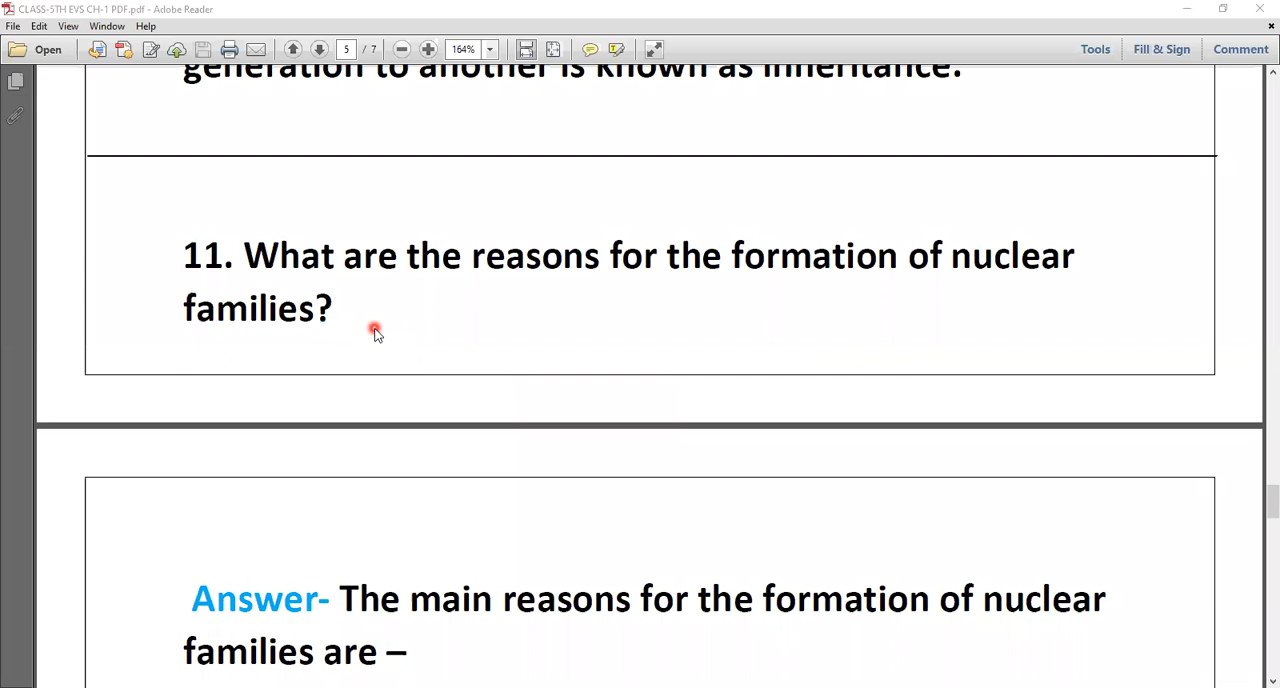 CLASS-5TH EVS CH-1 PDF.pdf - Adobe Reader
File Edit View Window Help
Open 5 / 7 164% Tools Fill & Sign Comment
generation to another is known as inheritance.
11. What are the reasons for the formation of nuclear
families?
Answer- The main reasons for the formation of nuclear
families are –